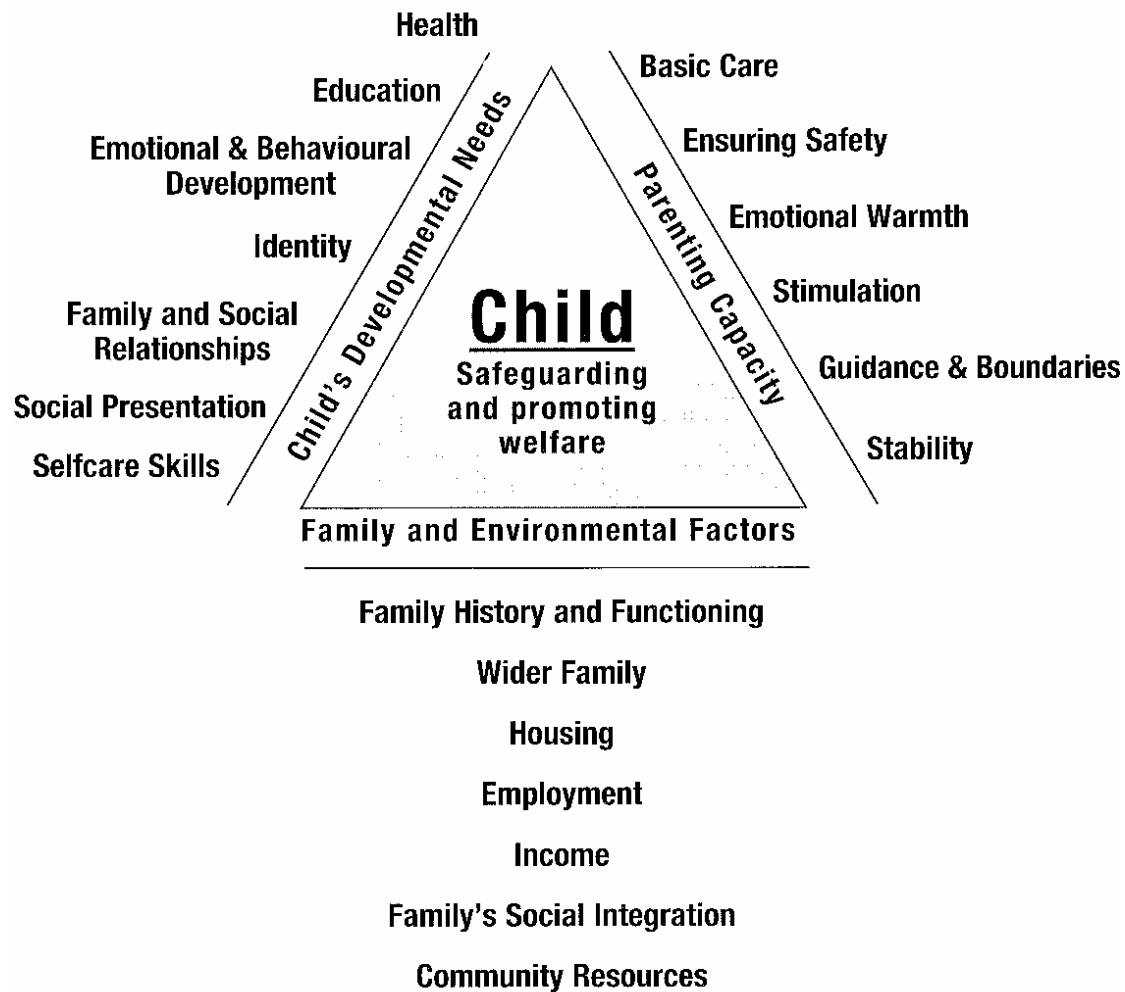 Health
Education
Emotional & Behavioural
Development
Identity
Family and Social
Relationships
Social Presentation
Selfcare Skills
Child's Developmental Needs
Basic Care
Ensuring Safety
Emotional Warmth
Stimulation
Guidance & Boundaries
Stability
Parenting Capacity
Child
Safeguarding
and promoting
welfare
Family and Environmental Factors
Family History and Functioning
Wider Family
Housing
Employment
Income
Family's Social Integration
Community Resources